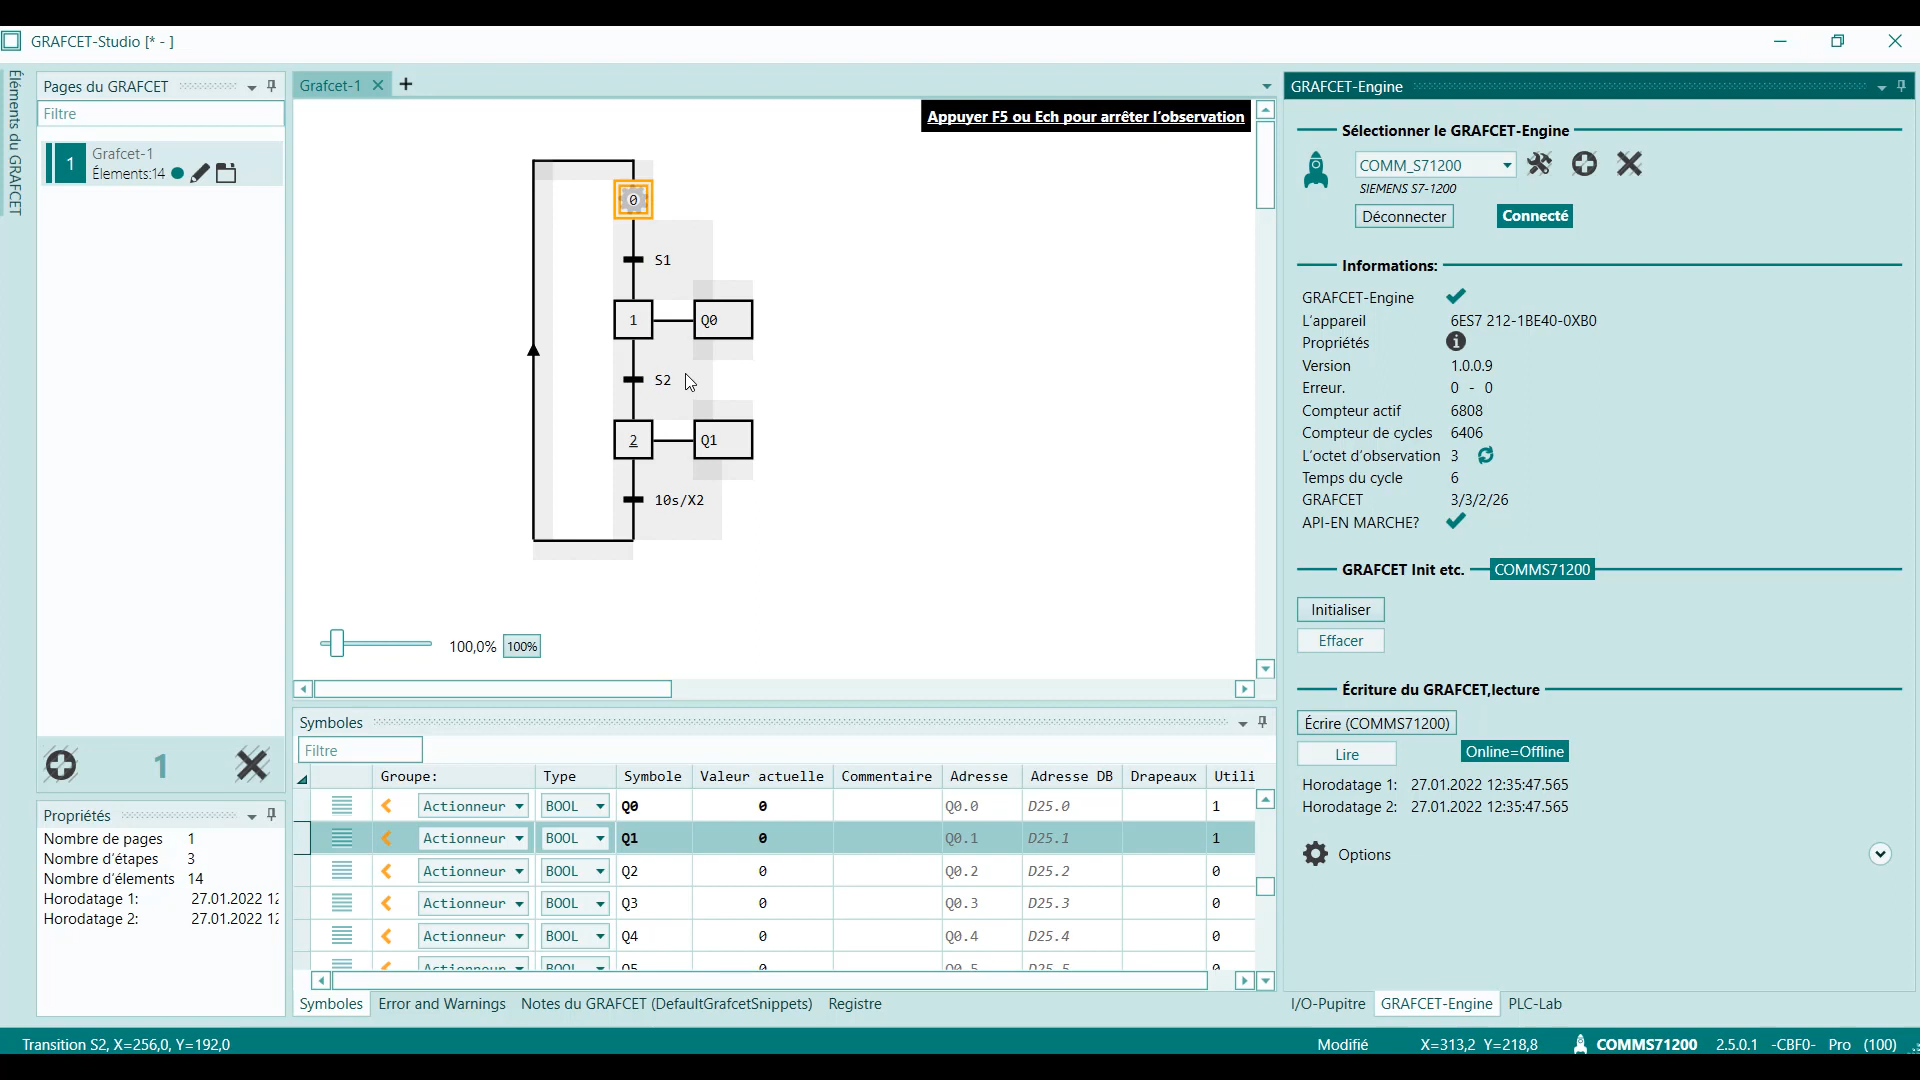 GRAFCET-Studio [* - ]
Éléments du GRAFCET
Pages du GRAFCET
Filtre
1
Grafcet-1
Élements:14
1
Propriétés
Nombre de pages 1
Nombre d'étapes 3
Nombre d'élements 14
Horodatage 1: 27.01.2022 12
Horodatage 2: 27.01.2022 12
Grafcet-1
Appuyer F5 ou Ech pour arrêter l'observation
0
S1
1
Q0
S2
2
Q1
10s/X2
100,0% 100%
Symboles
Filtre
Groupe: Type Symbole Valeur actuelle Commentaire Adresse Adresse DB Drapeaux Utili
Actionneur BOOL Q0 0 Q0.0 D25.0 1
Actionneur BOOL Q1 0 Q0.1 D25.1 1
Actionneur BOOL Q2 0 Q0.2 D25.2 0
Actionneur BOOL Q3 0 Q0.3 D25.3 0
Actionneur BOOL Q4 0 Q0.4 D25.4 0
Actionneur BOOL Q5 0 Q0.5 D25.5 0
Symboles Error and Warnings Notes du GRAFCET (DefaultGrafcetSnippets) Registre
GRAFCET-Engine
Sélectionner le GRAFCET-Engine
COMM_S71200
SIEMENS S7-1200
Déconnecter Connecté
Informations:
GRAFCET-Engine
L'appareil 6ES7 212-1BE40-0XB0
Propriétés
Version 1.0.0.9
Erreur. 0 - 0
Compteur actif 6808
Compteur de cycles 6406
L'octet d'observation 3
Temps du cycle 6
GRAFCET 3/3/2/26
API-EN MARCHE?
GRAFCET Init etc. COMMS71200
Initialiser
Effacer
Écriture du GRAFCET,lecture
Écrire (COMMS71200)
Lire Online=Offline
Horodatage 1: 27.01.2022 12:35:47.565
Horodatage 2: 27.01.2022 12:35:47.565
Options
I/O-Pupitre GRAFCET-Engine PLC-Lab
Transition S2, X=256,0, Y=192,0 Modifié X=313,2 Y=218,8 COMMS71200 2.5.0.1 -CBF0- Pro (100)